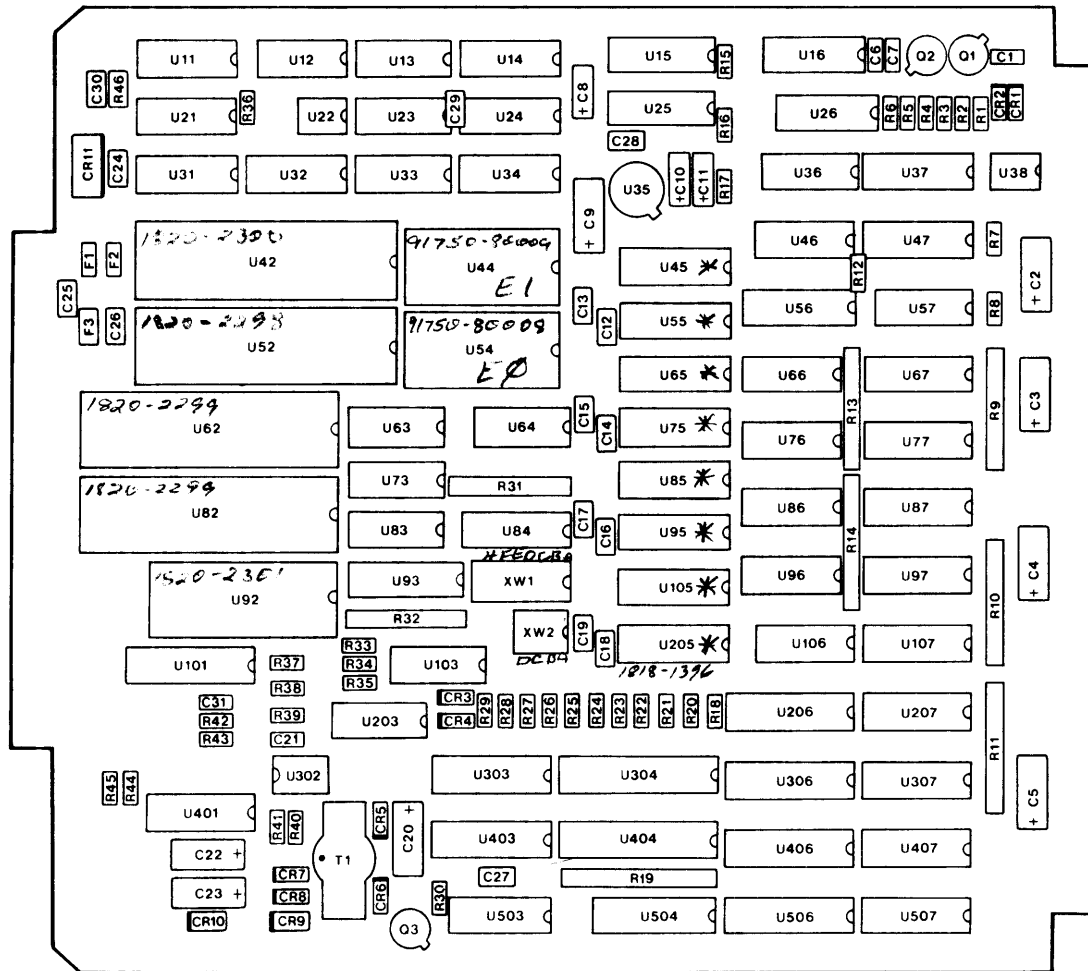 U11 U12 U13 U14 U15 R15 U16 C6 C7 Q2 Q1 C1
C30 R46 +C8
U21 R36 U22 U23 C29 U24 U25 R16 U26 R6 R5 R4 R3 R2 R1 CR2 CR1
C28
CR11 C24 U31 U32 U33 U34 U35 +C10 +C11 R17 U36 U37 U38
+ C9
1820-2300 91750-80009
F1 F2 U42 U44 U45 * U46 U47 R7
E1 R12 + C2
C25 C13
F3 C26 1820-2298 91750-80008 C12 U55 * U56 U57 R8
U52 U54
EØ U65 * U66 U67
1820-2299 R13 R9 + C3
U62 U63 U64 C15 C14 U75 * U76 U77
1820-2299 U73 R31 U85 *
U82 U83 U84 C17 C16 U95 * U86 U87
R14
1820-2301 U93 XW1 U105 * U96 U97 + C4
U92 R32 R10
XW2 C19 C18 U205 * U106 U107
DCBA 1818-1396
U101 R37 R33 R34 R35 U103
R38 CR3
C31 R42 R43 R39 C21 U203 CR4 R29 R28 R27 R26 R25 R24 R23 R22 R21 R20 R18 U206 U207
R11
R45 R44 U302 U303 U304 U306 U307 + C5
U401 R41 R40 CR5 C20 + U403 U404 U406 U407
C22 + T1
CR7 C27 R19
C23 + CR8 CR6 R30
CR10 CR9 Q3 U503 U504 U506 U507